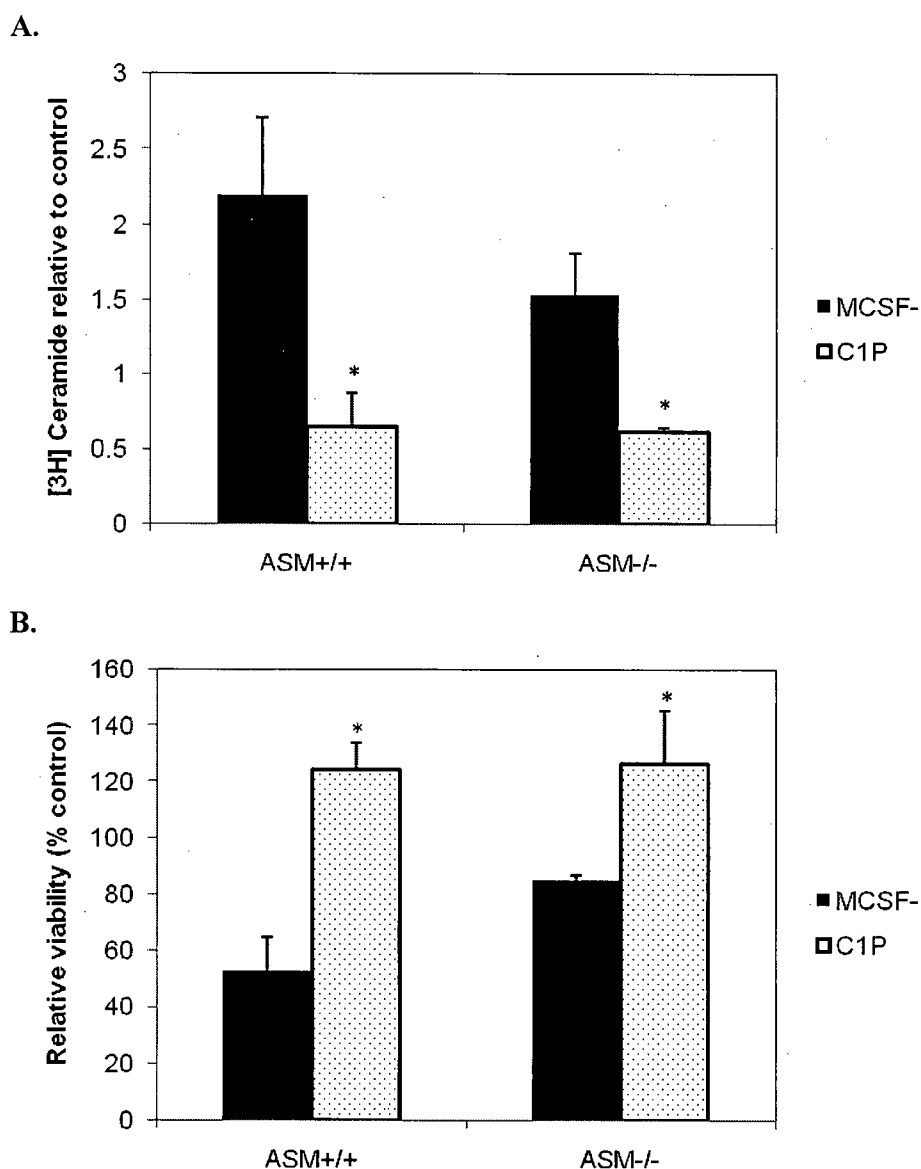 A.
[3H] Ceramide relative to control
3
2.5
2
1.5
1
0.5
0
*
*
ASM+/+
ASM-/-
MCSF-
C1P
B.
Relative viability (% control)
160
140
120
100
80
60
40
20
0
*
*
ASM+/+
ASM-/-
MCSF-
C1P